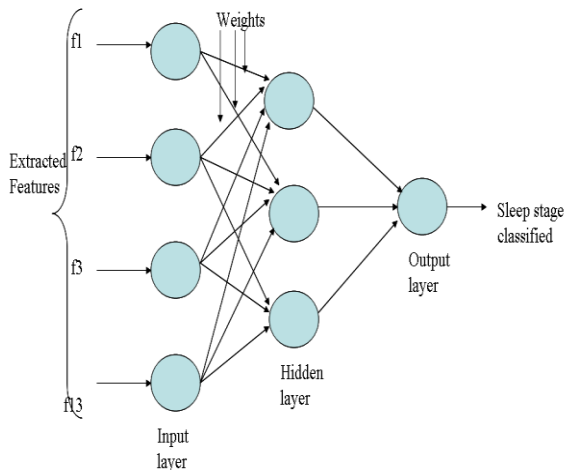 Weights
f1
f2
Extracted
Features
f3
f13
Sleep stage
classified
Output
layer
Hidden
layer
Input
layer